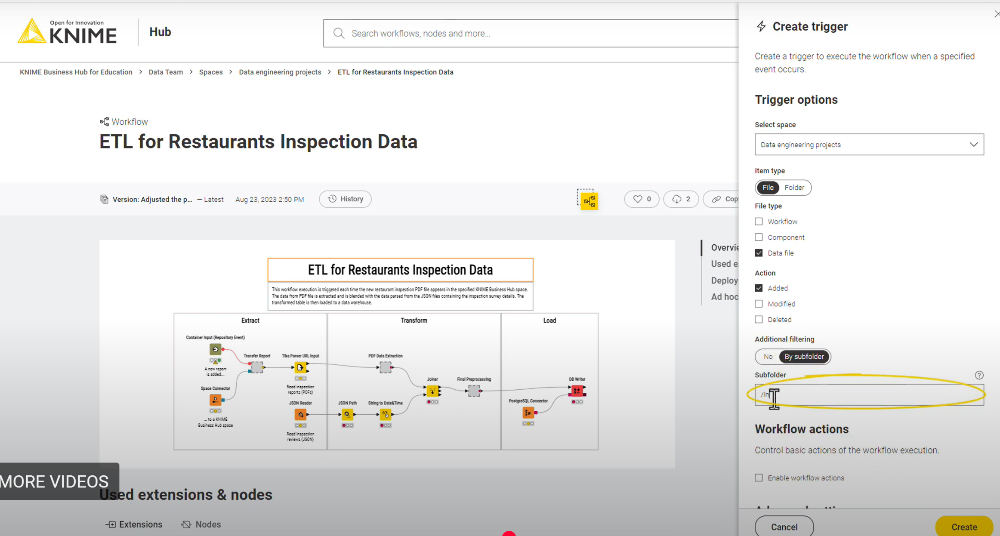 Open for Innovation
KNIME
Hub
Search workflows, nodes and more...
KNIME Business Hub for Education > Data Team > Spaces > Data engineering projects > ETL for Restaurants Inspection Data
Workflow
ETL for Restaurants Inspection Data
Version: Adjusted the p... — Latest Aug 23, 2023 2:50 PM History 0 2 Cop
ETL for Restaurants Inspection Data
This workflow execution is triggered each time the new restaurant inspection PDF file appears in the specified KNIME Business Hub space.
The data from PDF file is extracted and is blended with the data parsed from the JSON files containing the inspection survey details. The
transformed table is then loaded to a data warehouse.
Extract
Container Input (Repository Event)
A new report
is added...
Transfer Report
Tika Parser URL Input
Read inspection
reports (PDFs)
Space Connector
... to a KNIME
Business Hub space
JSON Reader
Read inspection
reviews (JSON)
Transform
PDF Data Extraction
JSON Path
String to Date&Time
Joiner
Final Preprocessing
Load
DB Writer
PostgreSQL Connector
Overvie
Used e
Deploy
Ad hoc
MORE VIDEOS
Used extensions & nodes
Extensions Nodes
Create trigger
Create a trigger to execute the workflow when a specified
event occurs.
Trigger options
Select space
Data engineering projects
Item type
File Folder
File type
Workflow
Component
Data file
Action
Added
Modified
Deleted
Additional filtering
No By subfolder
Subfolder ?
/In
Workflow actions
Control basic actions of the workflow execution.
Enable workflow actions
Cancel Create